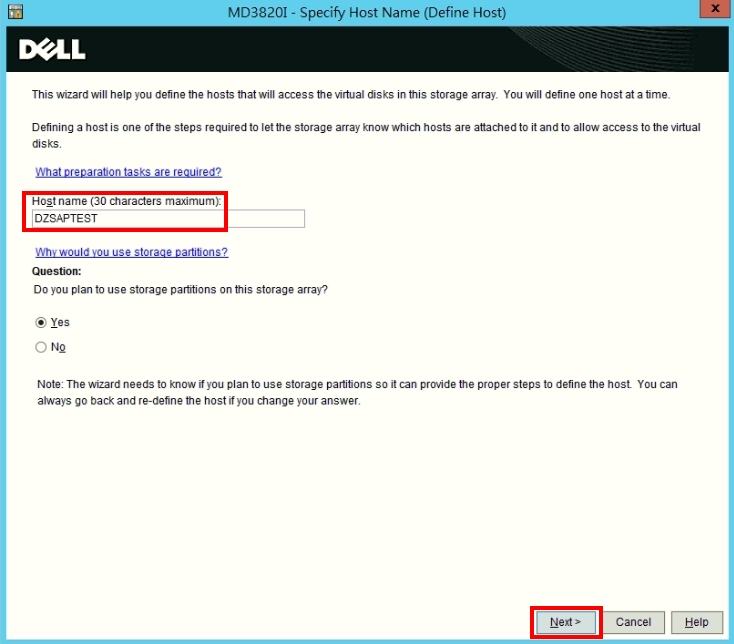 MD3820I - Specify Host Name (Define Host)
x
DELL
This wizard will help you define the hosts that will access the virtual disks in this storage array. You will define one host at a time.
Defining a host is one of the steps required to let the storage array know which hosts are attached to it and to allow access to the virtual
disks.
What preparation tasks are required?
Host name (30 characters maximum):
DZSAPTEST
Why would you use storage partitions?
Question:
Do you plan to use storage partitions on this storage array?
Yes
No
Note: The wizard needs to know if you plan to use storage partitions so it can provide the proper steps to define the host. You can
always go back and re-define the host if you change your answer.
Next > Cancel Help